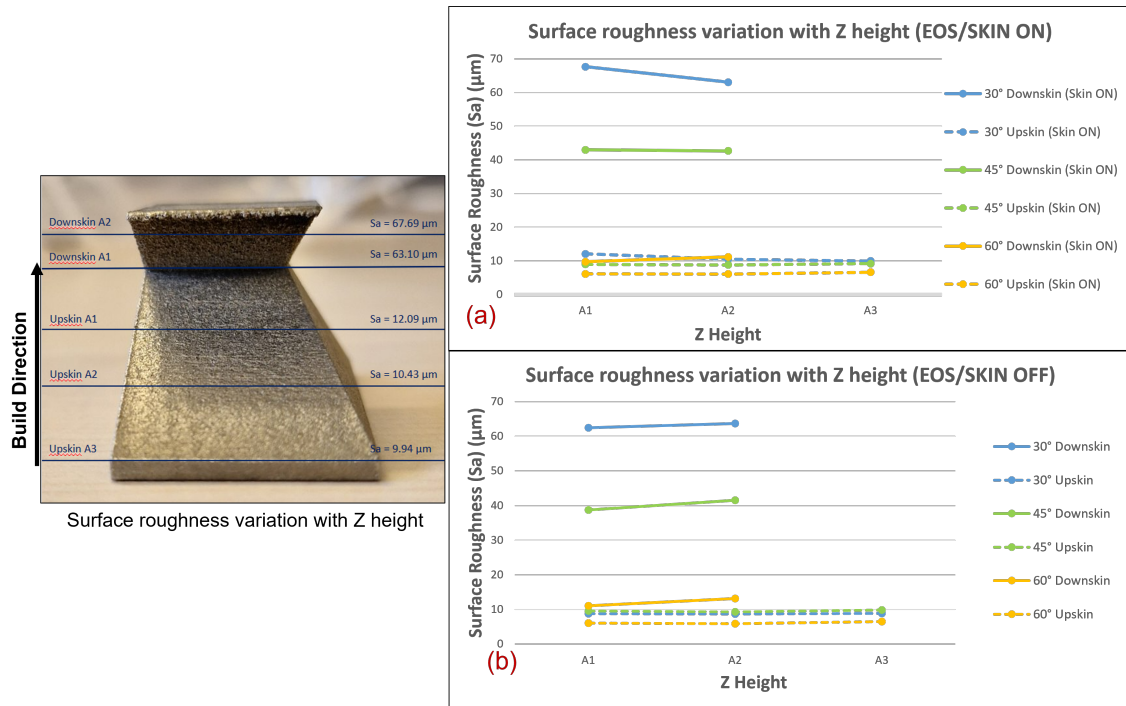 Build Direction
Downskin A2
Sa = 67.69 µm
Downskin A1
Sa = 63.10 µm
Upskin A1
Sa = 12.09 µm
Upskin A2
Sa = 10.43 µm
Upskin A3
Sa = 9.94 µm
Surface roughness variation with Z height
Surface roughness variation with Z height (EOS/SKIN ON)
Surface Roughness (Sa) (µm)
70
60
50
40
30
20
10
0
A1
A2
A3
Z Height
(a)
30° Downskin (Skin ON)
30° Upskin (Skin ON)
45° Downskin (Skin ON)
45° Upskin (Skin ON)
60° Downskin (Skin ON)
60° Upskin (Skin ON)
Surface roughness variation with Z height (EOS/SKIN OFF)
Surface Roughness (Sa) (µm)
70
60
50
40
30
20
10
0
A1
A2
A3
Z Height
(b)
30° Downskin
30° Upskin
45° Downskin
45° Upskin
60° Downskin
60° Upskin